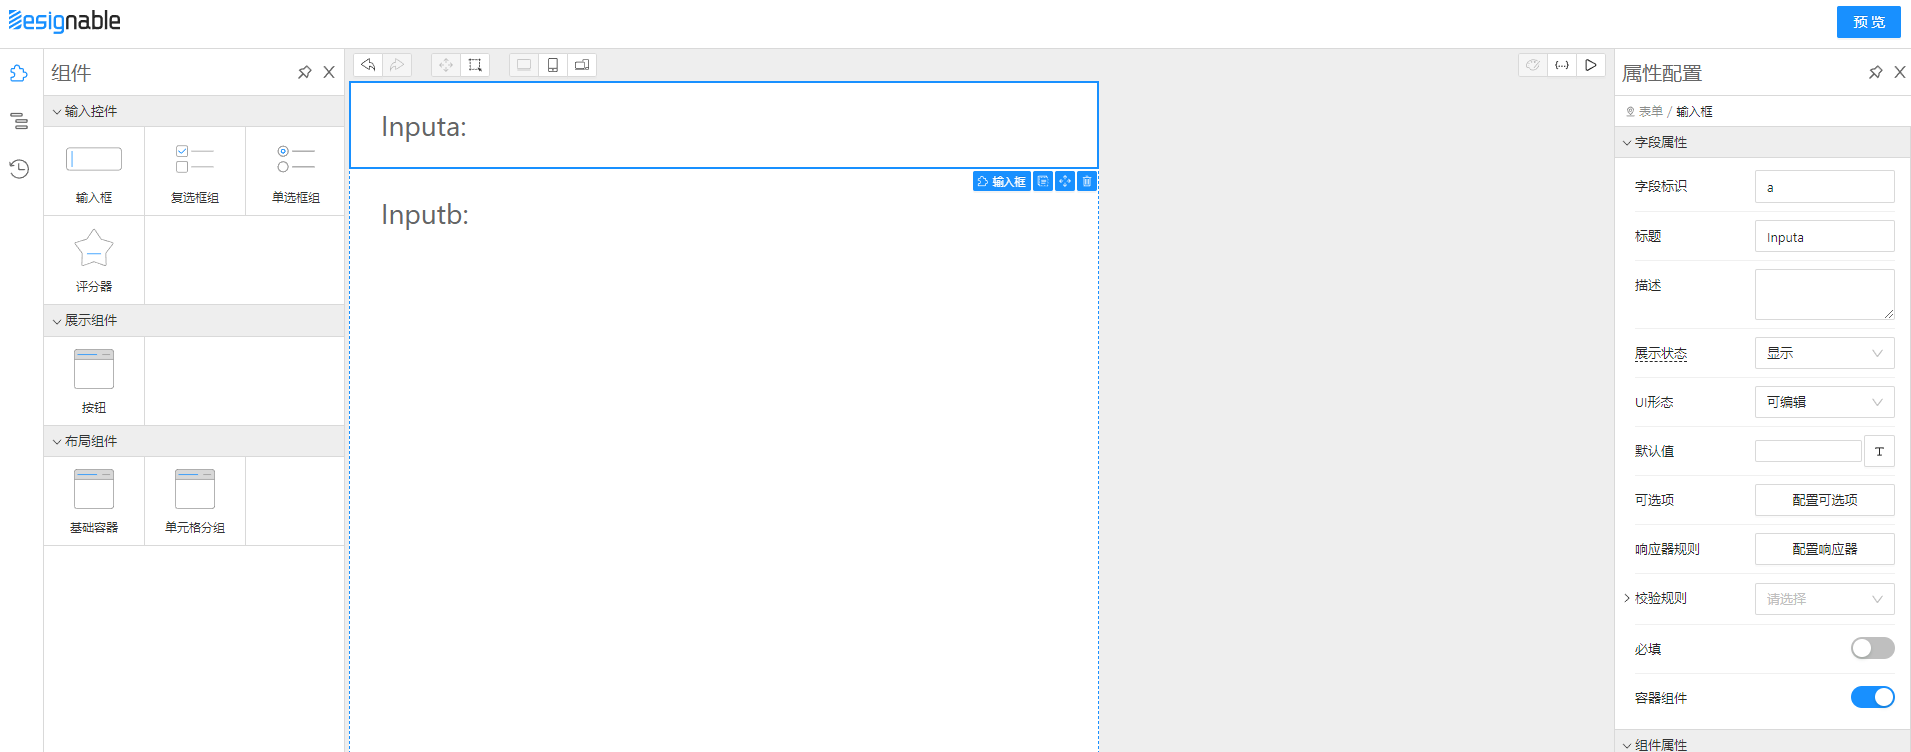 Designable
预 览
组件
输入控件
输入框
复选框组
单选框组
评分器
展示组件
按钮
布局组件
基础容器
单元格分组
{...}
Inputa:
输入框
Inputb:
属性配置
表单 / 输入框
字段属性
字段标识
a
标题
Inputa
描述
展示状态
显示
UI形态
可编辑
默认值
T
可选项
配置可选项
响应器规则
配置响应器
校验规则
请选择
必填
容器组件
组件属性